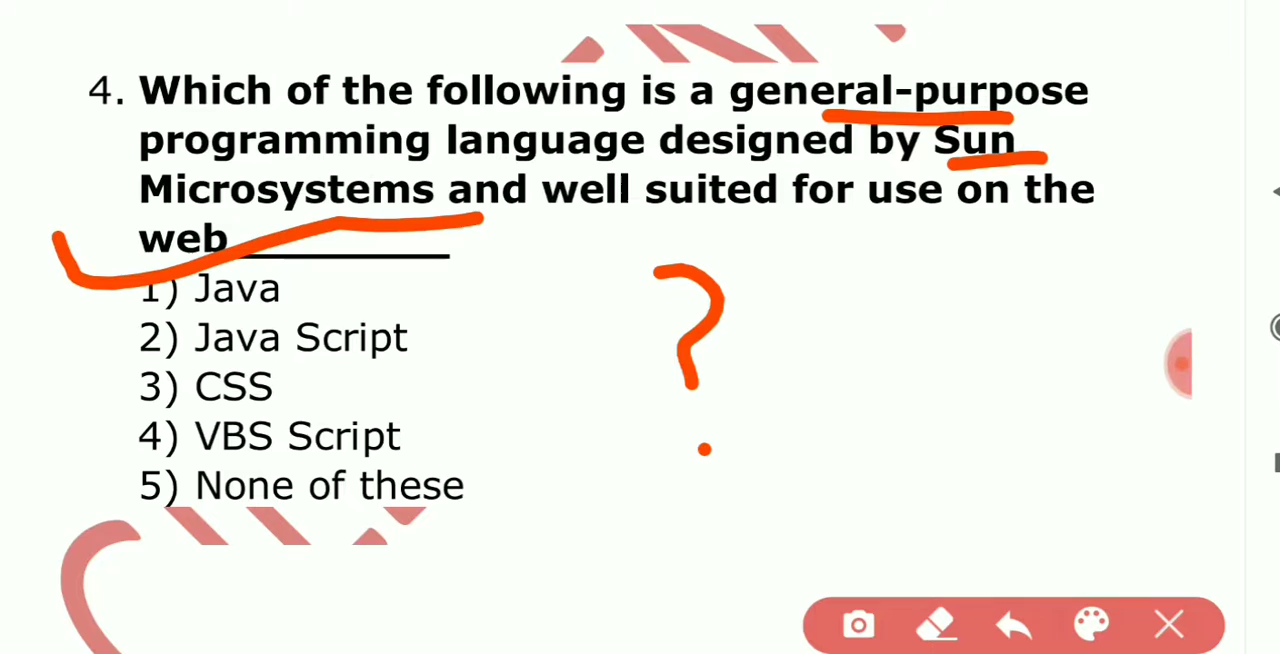 4. Which of the following is a general-purpose
programming language designed by Sun
Microsystems and well suited for use on the
web___________
1) Java
2) Java Script
3) CSS
4) VBS Script
5) None of these
?